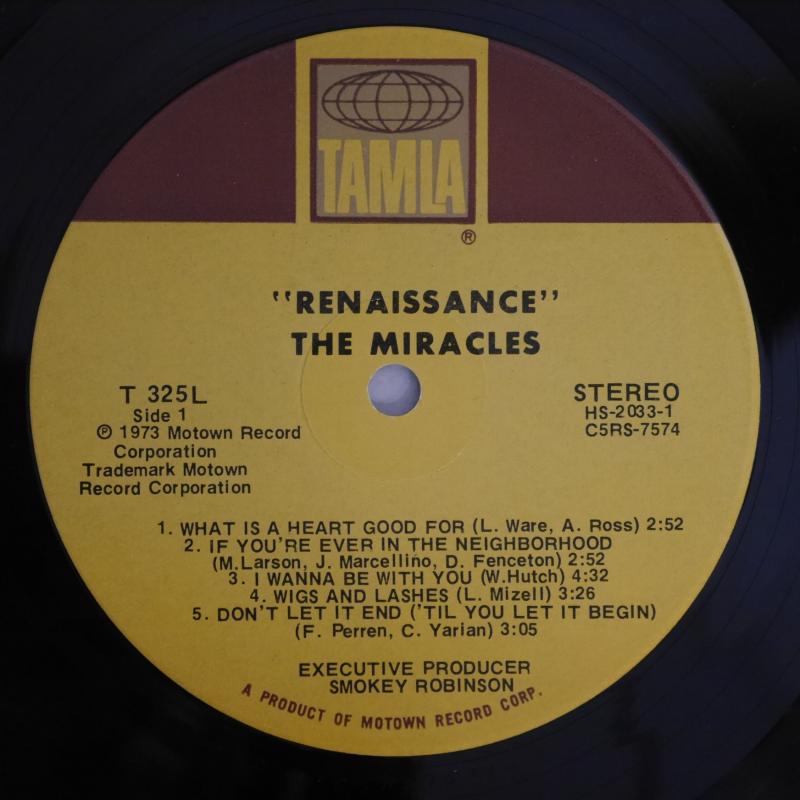 TAMLA
®
"RENAISSANCE"
THE MIRACLES
T 325L
Side 1
℗ 1973 Motown Record
Corporation
Trademark Motown
Record Corporation
STEREO
HS-2033-1
C5RS-7574
1. WHAT IS A HEART GOOD FOR (L. Ware, A. Ross) 2:52
2. IF YOU'RE EVER IN THE NEIGHBORHOOD
(M.Larson, J. Marcellino, D. Fenceton) 2:52
3. I WANNA BE WITH YOU (W.Hutch) 4:32
4. WIGS AND LASHES (L. Mizell) 3:26
5. DON'T LET IT END ('TIL YOU LET IT BEGIN)
(F. Perren, C. Yarian) 3:05
EXECUTIVE PRODUCER
SMOKEY ROBINSON
A PRODUCT OF MOTOWN RECORD CORP.